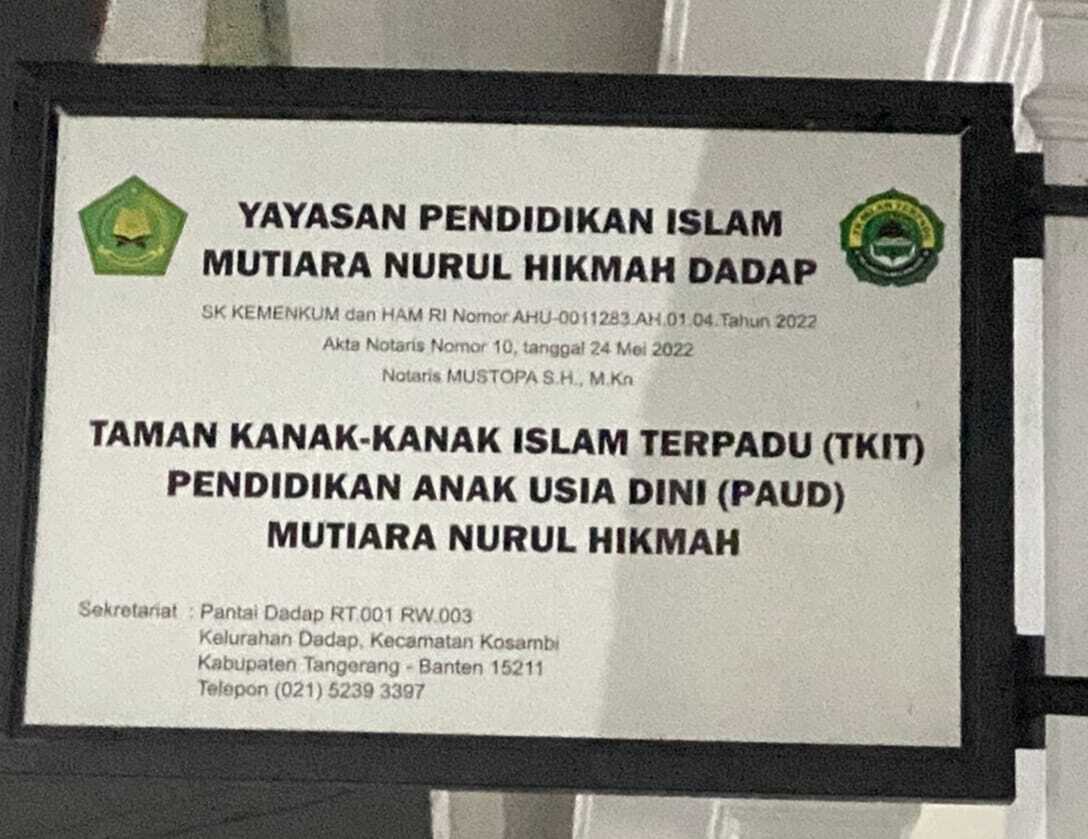 YAYASAN PENDIDIKAN ISLAM
MUTIARA NURUL HIKMAH DADAP
SK KEMENKUM dan HAM RI Nomor AHU-0011283.AH.01.04.Tahun 2022
Akta Notaris Nomor 10, tanggal 24 Mei 2022
Notaris MUSTOPA S.H., M.Kn
TAMAN KANAK-KANAK ISLAM TERPADU (TKIT)
PENDIDIKAN ANAK USIA DINI (PAUD)
MUTIARA NURUL HIKMAH
Sekretariat : Pantai Dadap RT.001 RW.003
Kelurahan Dadap, Kecamatan Kosambi
Kabupaten Tangerang - Banten 15211
Telepon (021) 5239 3397